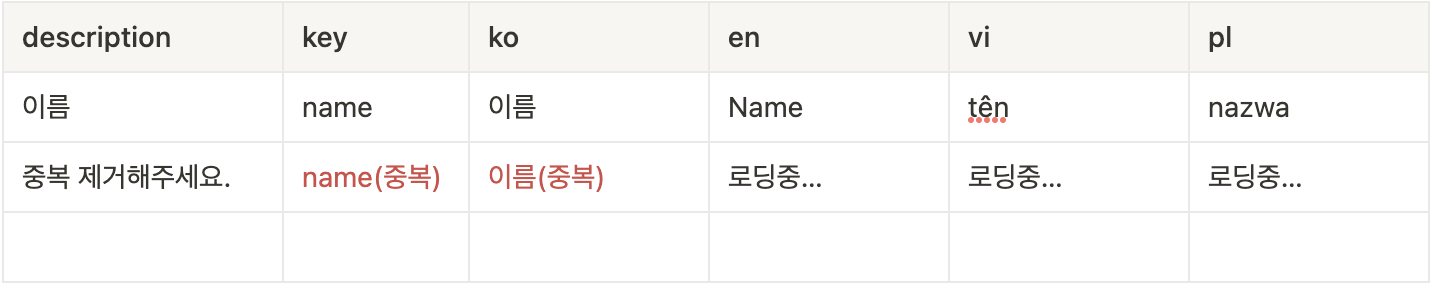 description key ko en vi pl
이름 name 이름 Name tên nazwa
중복 제거해주세요. name(중복) 이름(중복) 로딩중... 로딩중... 로딩중...